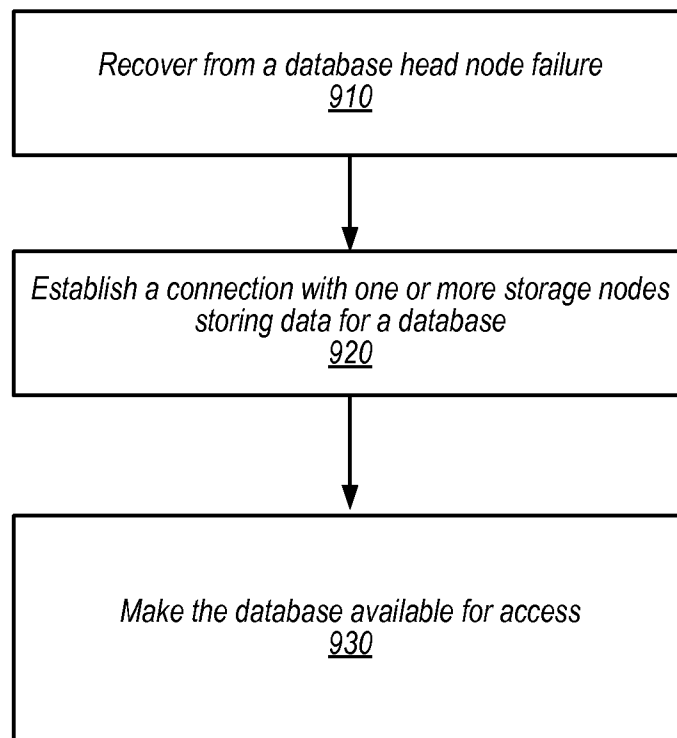 Recover from a database head node failure
910
Establish a connection with one or more storage nodes
storing data for a database
920
Make the database available for access
930